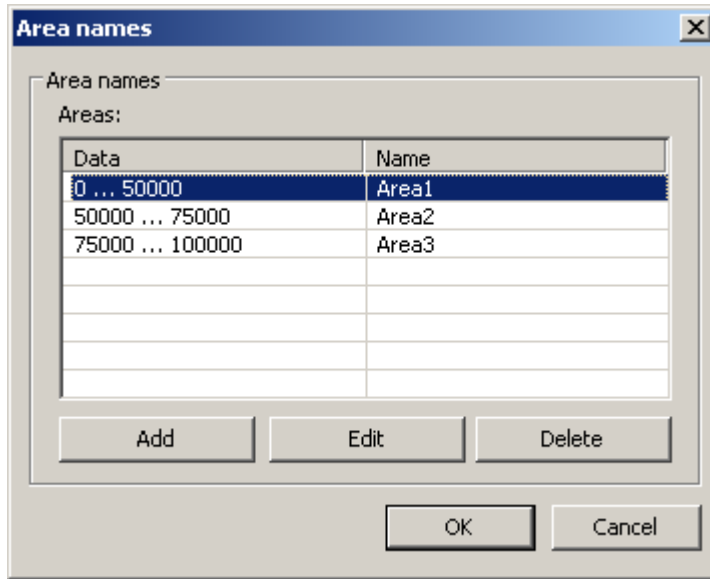 Area names
Area names
Areas:
Data Name
0 ... 50000 Area1
50000 ... 75000 Area2
75000 ... 100000 Area3
Add Edit Delete
OK Cancel